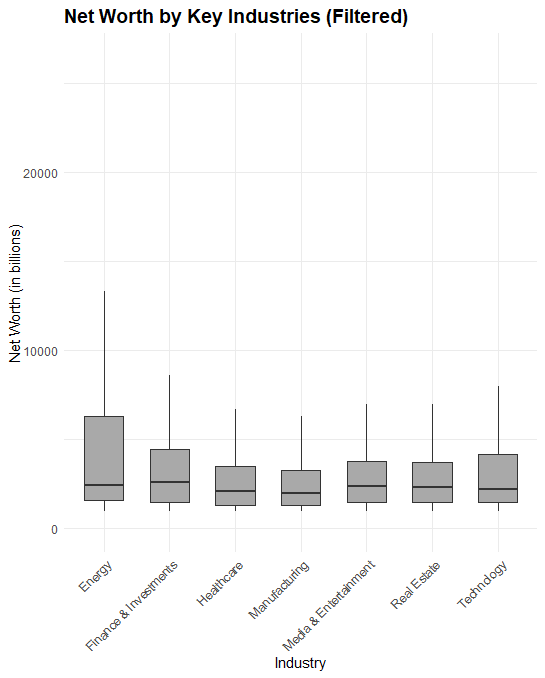 Net Worth by Key Industries (Filtered)
Net Worth (in billions)
20000
10000
0
Energy
Finance & Investments
Healthcare
Manufacturing
Media & Entertainment
Real Estate
Technology
Industry